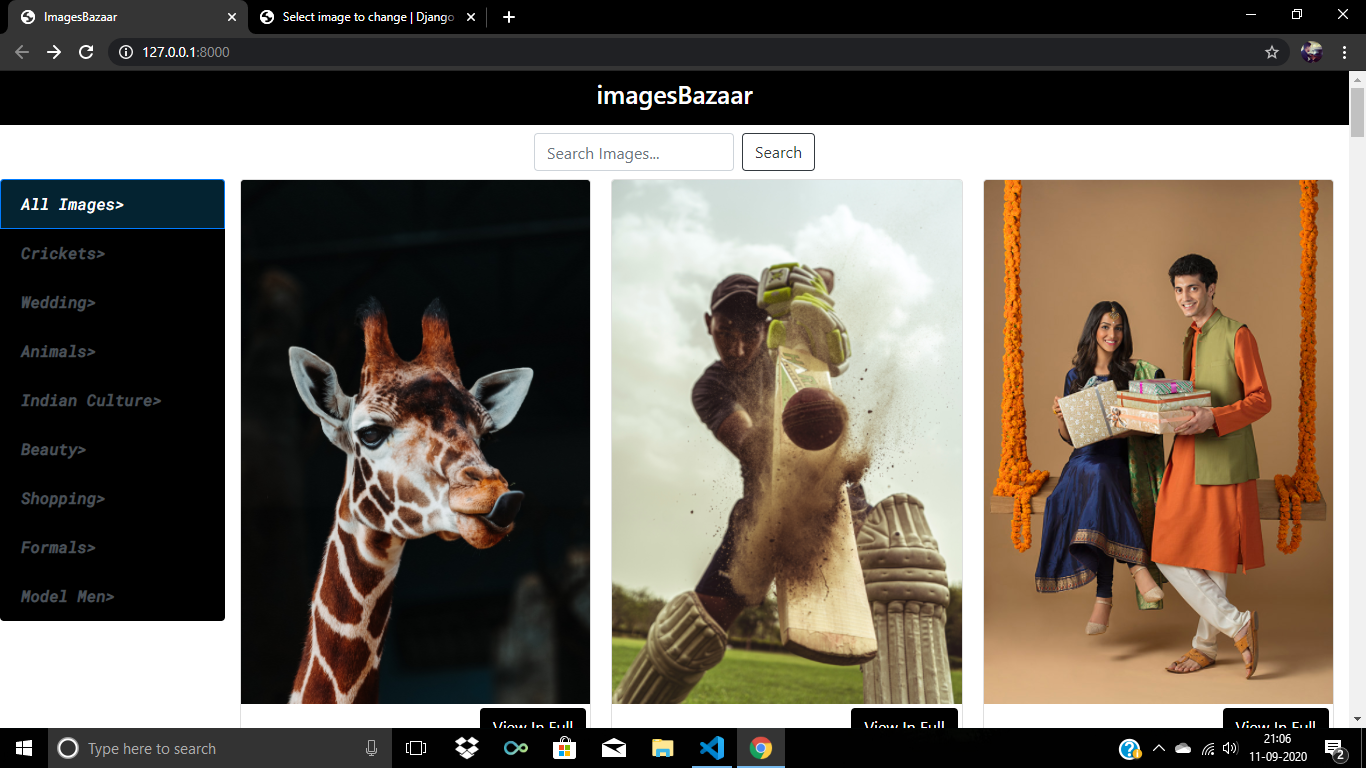 ImagesBazaar
Select image to change | Django
127.0.0.1:8000
imagesBazaar
Search Images...
Search
All Images>
Crickets>
Wedding>
Animals>
Indian Culture>
Beauty>
Shopping>
Formals>
Model Men>
View In Full
View In Full
View In Full
Type here to search
21:06
11-09-2020
2